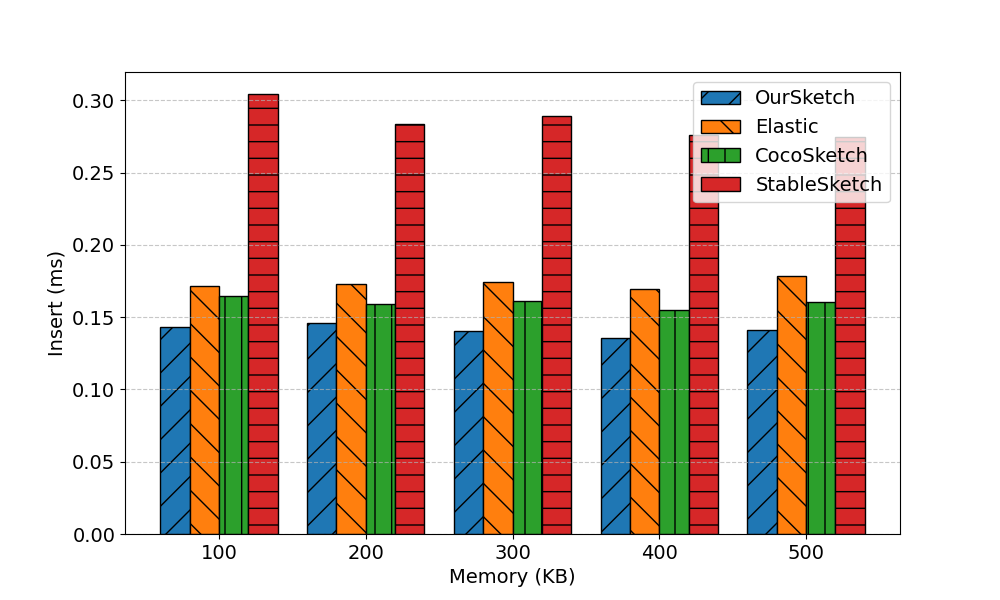 0.30
0.25
0.20
0.15
0.10
0.05
0.00
Insert (ms)
OurSketch
Elastic
CocoSketch
StableSketch
100 200 300 400 500
Memory (KB)